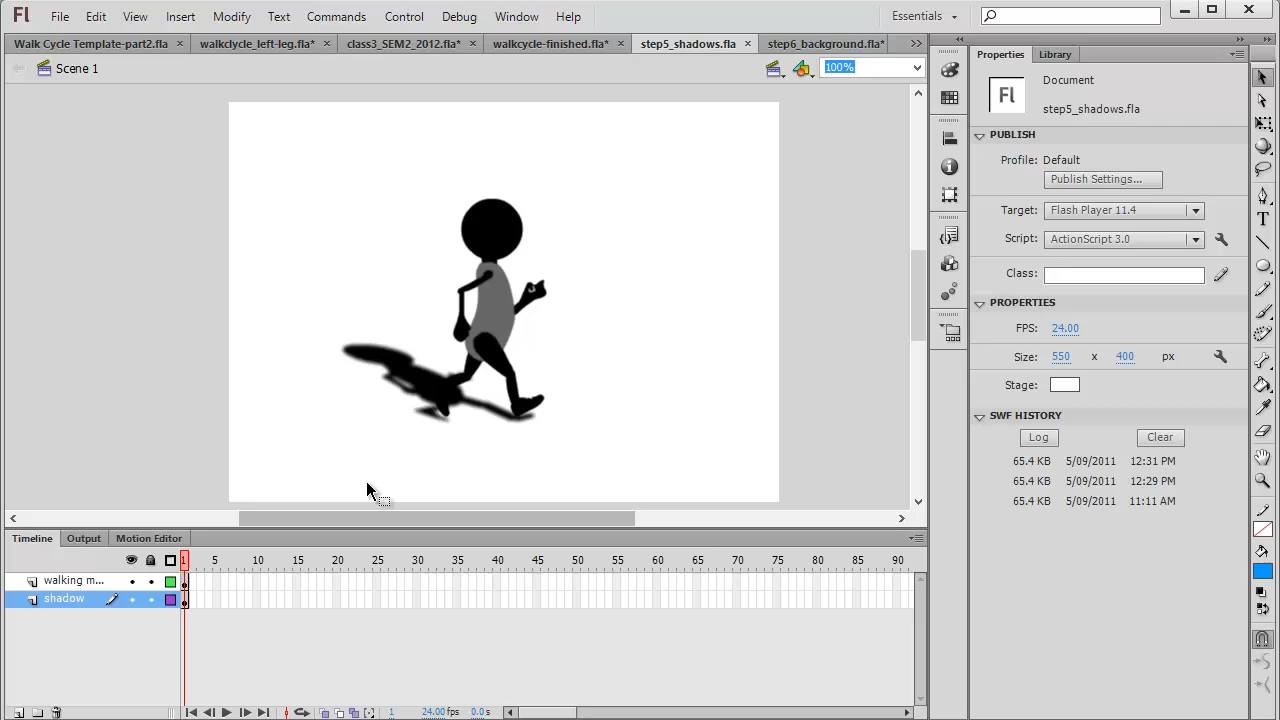 Fl File Edit View Insert Modify Text Commands Control Debug Window Help Essentials
Walk Cycle Template-part2.fla × walkclycle_left-leg.fla* × class3_SEM2_2012.fla* × walkcycle-finished.fla* × step5_shadows.fla × step6_background.fla* >>
Scene 1 100%
Properties Library
Fl Document
step5_shadows.fla
PUBLISH
Profile: Default
Publish Settings...
Target: Flash Player 11.4
Script: ActionScript 3.0
Class:
PROPERTIES
FPS: 24.00
Size: 550 x 400 px
Stage:
SWF HISTORY
Log Clear
65.4 KB 5/09/2011 12:31 PM
65.4 KB 5/09/2011 12:29 PM
65.4 KB 5/09/2011 11:11 AM
Timeline Output Motion Editor
1 5 10 15 20 25 30 35 40 45 50 55 60 65 70 75 80 85 90
walking m...
shadow
1 24.00 fps 0.0 s